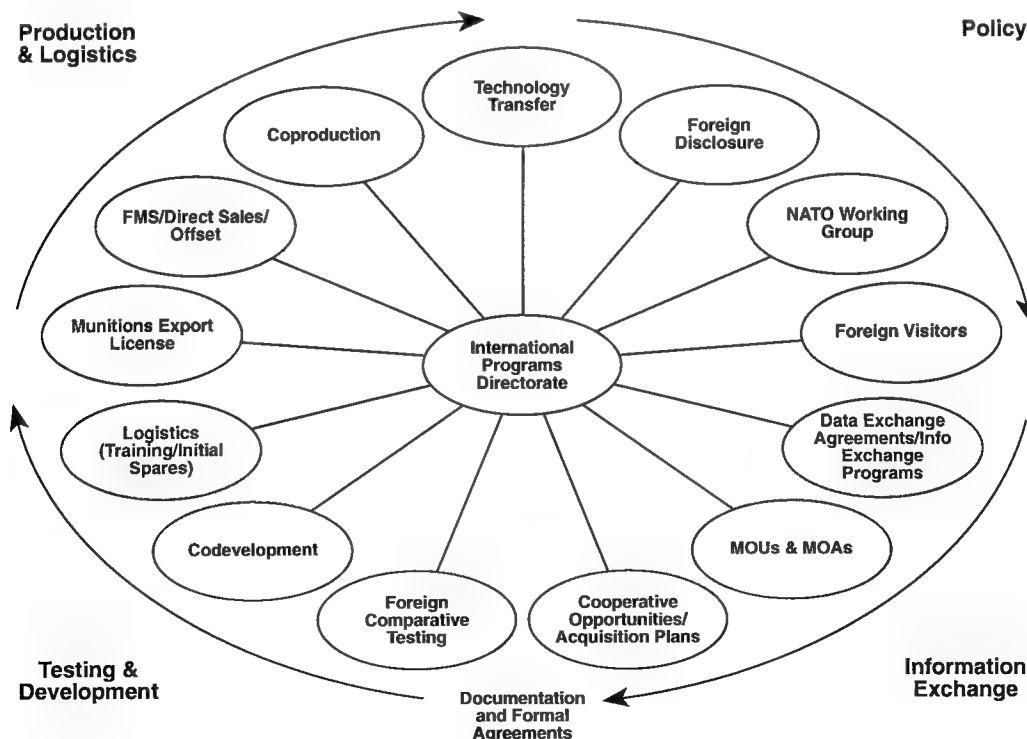 Production
& Logistics
Policy
Technology
Transfer
Coproduction
Foreign
Disclosure
FMS/Direct Sales/
Offset
NATO Working
Group
Munitions Export
License
International
Programs
Directorate
Foreign Visitors
Logistics
(Training/Initial
Spares)
Data Exchange
Agreements/Info
Exchange
Programs
Codevelopment
MOUs & MOAs
Foreign
Comparative
Testing
Cooperative
Opportunities/
Acquisition Plans
Testing &
Development
Information
Exchange
Documentation
and Formal
Agreements